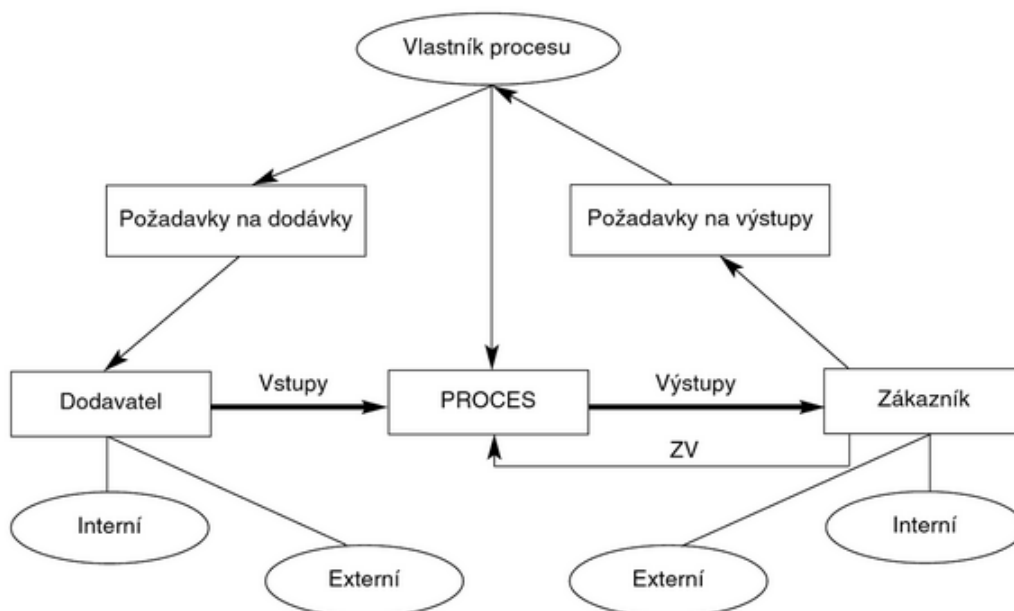 Vlastník procesu
Požadavky na dodávky
Požadavky na výstupy
Vstupy
Výstupy
Dodavatel
PROCES
Zákazník
ZV
Interní
Interní
Externí
Externí